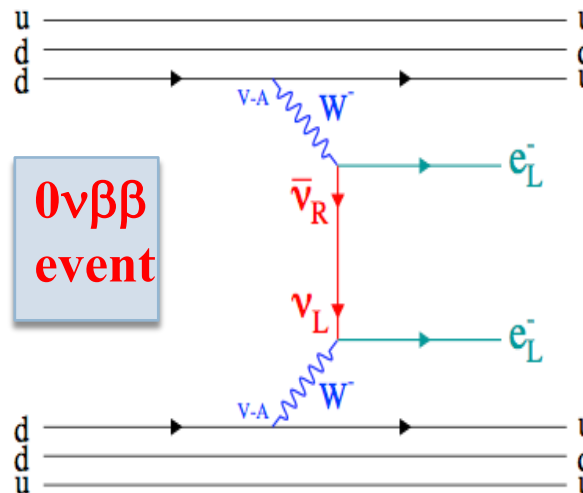 u u
d d
d u
V-A W⁻
e⁻L
ν̄R
0νββ
event
νL
e⁻L
V-A W⁻
d u
d d
u u